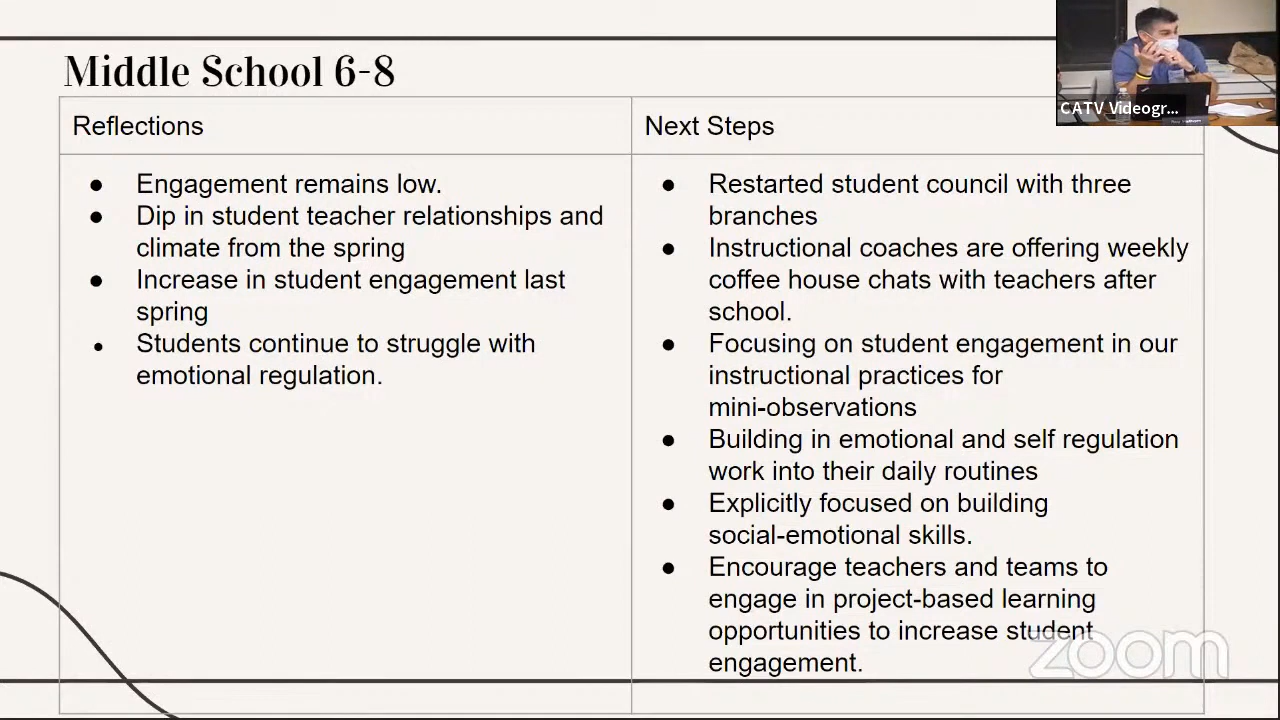 Middle School 6-8
CATV Videogr...
Reflections
● Engagement remains low.
● Dip in student teacher relationships and
climate from the spring
● Increase in student engagement last
spring
● Students continue to struggle with
emotional regulation.
Next Steps
● Restarted student council with three
branches
● Instructional coaches are offering weekly
coffee house chats with teachers after
school.
● Focusing on student engagement in our
instructional practices for
mini-observations
● Building in emotional and self regulation
work into their daily routines
● Explicitly focused on building
social-emotional skills.
● Encourage teachers and teams to
engage in project-based learning
opportunities to increase student
engagement.
zoom